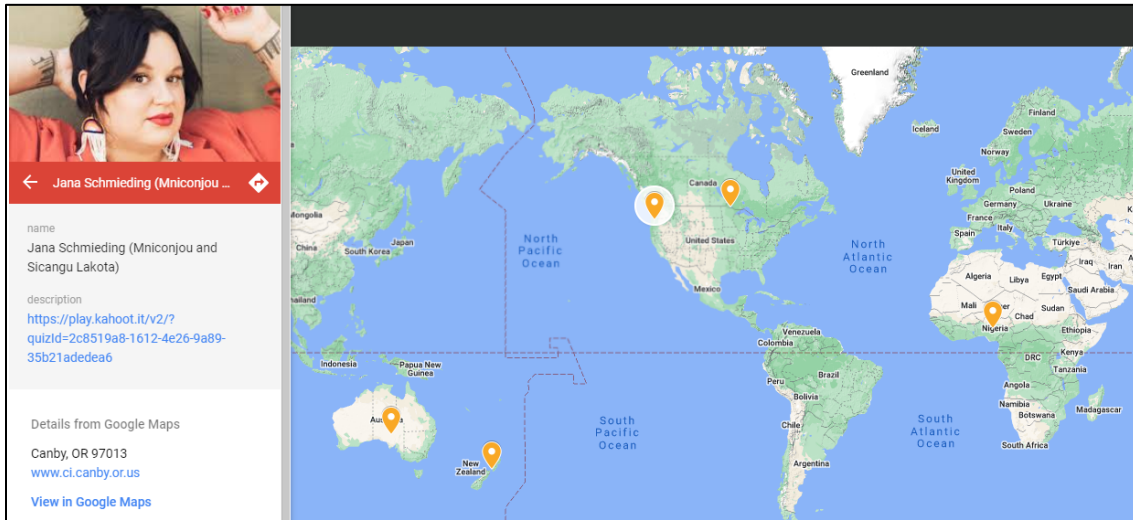 Jana Schmieding (Mniconjou ...
name
Jana Schmieding (Mniconjou and
Sicangu Lakota)
description
https://play.kahoot.it/v2/?
quizId=2c8519a8-1612-4e26-9a89-
35b21adedea6
Details from Google Maps
Canby, OR 97013
www.ci.canby.or.us
View in Google Maps
Greenland
Iceland
Finland
Sweden
Norway
United
Kingdom
Poland
Germany
Ukraine
France
Italy
Spain
Türkiye
Canada
United States
Mexico
Mongolia
China
South Korea
Japan
North
Pacific
Ocean
North
Atlantic
Ocean
Iraq
Iran
Algeria
Libya
Egypt
Saudi Arabia
Mali
Chad
Sudan
Nigeria
Ethiopia
Venezuela
Colombia
DRC
Kenya
Tanzania
Indonesia
Papua New
Guinea
Brazil
Peru
Bolivia
Angola
Namibia
Botswana
Madagascar
South Africa
Chile
Argentina
South
Pacific
Ocean
South
Atlantic
Ocean
New
Zealand